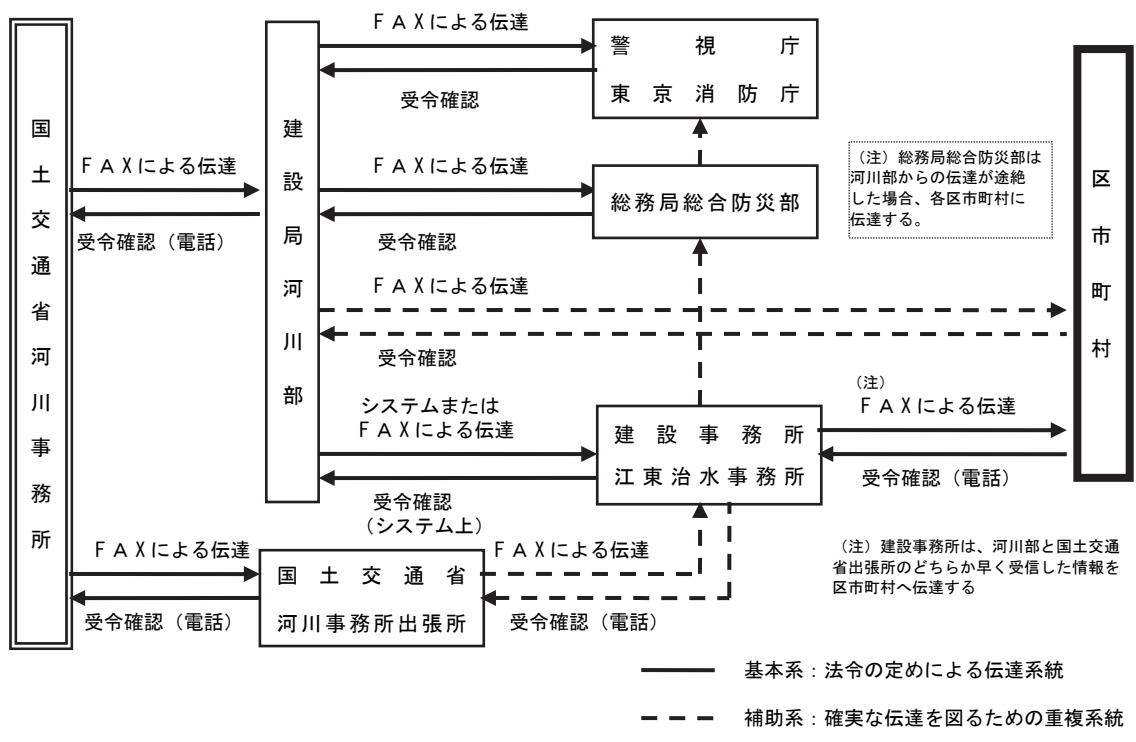 国土交通省河川事務所
FAXによる伝達
受令確認（電話）
建設局河川部
FAXによる伝達
受令確認
警視庁
東京消防庁
FAXによる伝達
受令確認
総務局総合防災部
（注）総務局総合防災部は
河川部からの伝達が途絶
した場合、各区市町村に
伝達する。
区市町村
FAXによる伝達
受令確認
システムまたは
FAXによる伝達
受令確認
（システム上）
建設事務所
江東治水事務所
（注）
FAXによる伝達
受令確認（電話）
FAXによる伝達
受令確認（電話）
国土交通省
河川事務所出張所
FAXによる伝達
受令確認（電話）
（注）建設事務所は、河川部と国土交通
省出張所のどちらか早く受信した情報を
区市町村へ伝達する
基本系：法令の定めによる伝達系統
補助系：確実な伝達を図るための重複系統